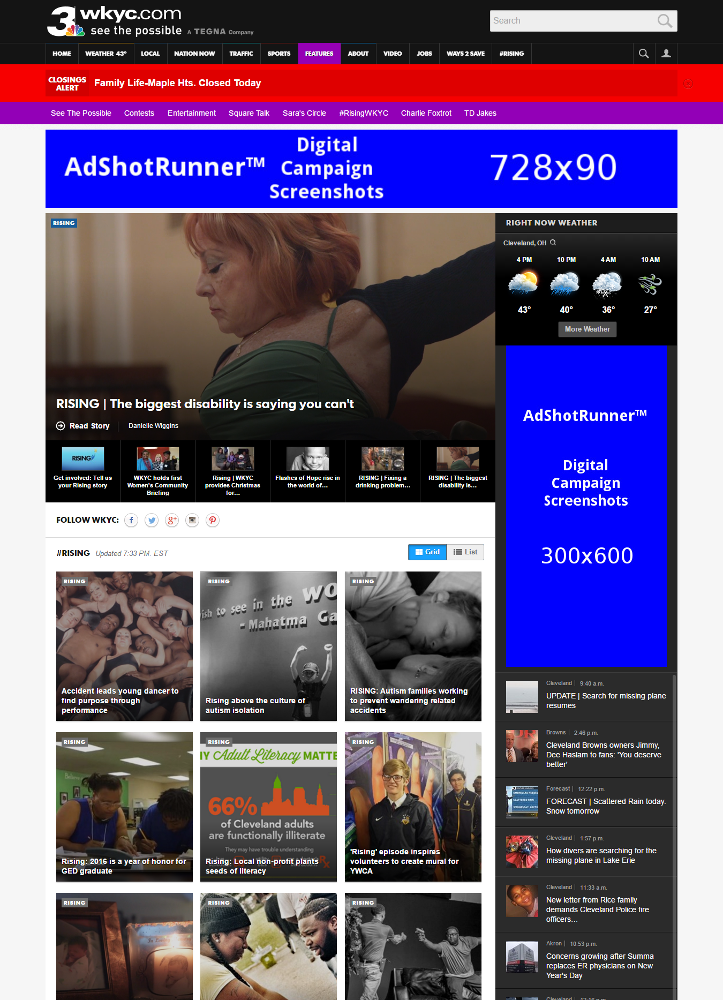 3 wkyc.com
see the possible A TEGNA Company
Search
HOME WEATHER 43° LOCAL NATION NOW TRAFFIC SPORTS FEATURES ABOUT VIDEO JOBS WAYS 2 SAVE #RISING
CLOSINGS ALERT
Family Life-Maple Hts. Closed Today
See The Possible Contests Entertainment Square Talk Sara's Circle #RisingWKYC Charlie Foxtrot TD Jakes
AdShotRunner™
Digital
Campaign
Screenshots
728x90
RISING
RISING | The biggest disability is saying you can't
Read Story Danielle Wiggins
RISING
Get involved: Tell us
your Rising story
WKYC holds first
Women's Community
Briefing
Rising | WKYC
provides Christmas
for...
Flashes of Hope rise in
the world of...
RISING | Fixing a
drinking problem...
RISING | The biggest
disability is...
RIGHT NOW WEATHER
Cleveland, OH
4 PM 10 PM 4 AM 10 AM
43° 40° 36° 27°
More Weather
AdShotRunner™
Digital
Campaign
Screenshots
300x600
FOLLOW WKYC:
#RISING Updated 7:33 PM. EST
Grid List
RISING
Accident leads young dancer to
find purpose through
performance
RISING
ish to see in the WO
- Mahatma Ga
Rising above the culture of
autism isolation
RISING
RISING: Autism families working
to prevent wandering related
accidents
RISING
Believe
Rising: 2016 is a year of honor for
GED graduate
RISING
IY Adult Literacy MATTE
66%
of Cleveland adults
are functionally illiterate
They may have trouble understanding
Rising: Local non-profit plants
seeds of literacy
RISING
'Rising' episode inspires
volunteers to create mural for
YWCA
RISING
In Loving
RISING
RISING
Cleveland | 9:40 a.m.
UPDATE | Search for missing plane
resumes
Browns | 2:46 p.m.
Cleveland Browns owners Jimmy,
Dee Haslam to fans: 'You deserve
better'
Forecast | 12:22 p.m.
FORECAST | Scattered Rain today.
Snow tomorrow
UMBRELLAS NEEDED
SCATTERED RAIN
WEDNESDAY: ARCTIC
Cleveland | 1:57 p.m.
How divers are searching for the
missing plane in Lake Erie
Cleveland | 11:33 a.m.
New letter from Rice family
demands Cleveland Police fire
officers...
Akron | 10:53 p.m.
Concerns growing after Summa
replaces ER physicians on New
Year's Day
Cleveland | 12:16 p.m.